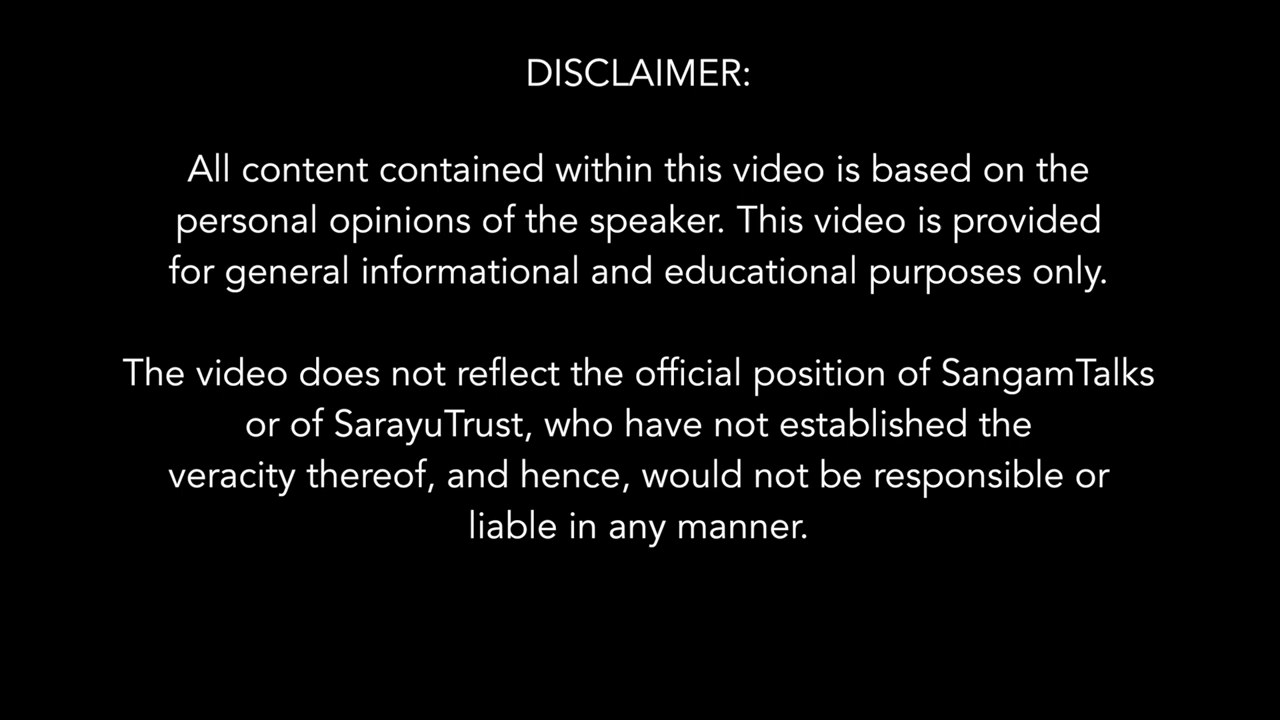 DISCLAIMER:
All content contained within this video is based on the
personal opinions of the speaker. This video is provided
for general informational and educational purposes only.
The video does not reflect the official position of SangamTalks
or of SarayuTrust, who have not established the
veracity thereof, and hence, would not be responsible or
liable in any manner.